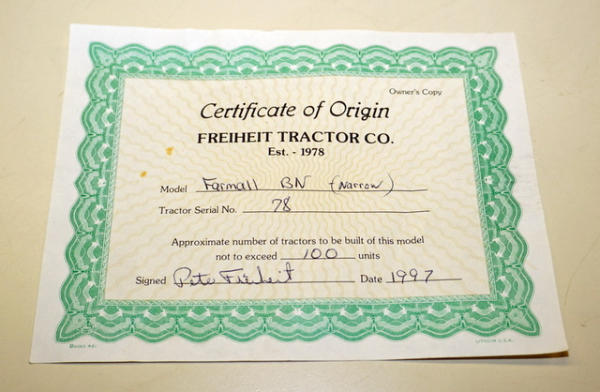 Owner's Copy
Certificate of Origin
FREIHEIT TRACTOR CO.
Est. - 1978
Model Farmall BN (Narrow)
Tractor Serial No. 78
Approximate number of tractors to be built of this model
not to exceed 100 units
Signed Pete Freiheit Date 1997
LITHO IN U.S.A.